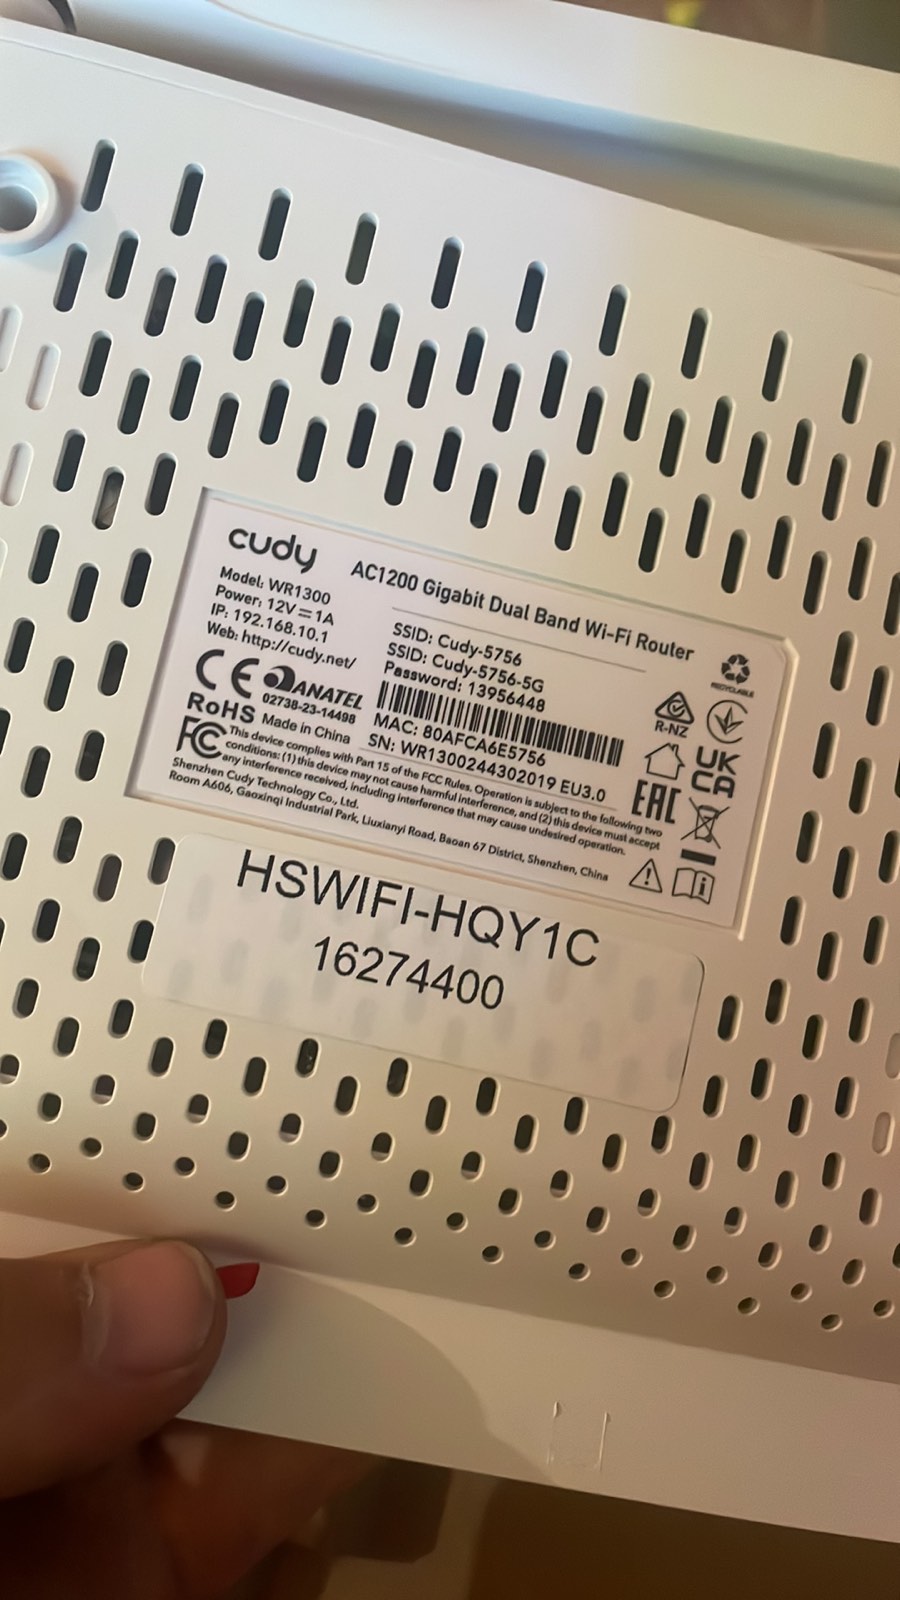 cudy
AC1200 Gigabit Dual Band Wi-Fi Router
Model: WR1300
Power: 12V⎓1A
IP: 192.168.10.1
Web: http://cudy.net/
SSID: Cudy-5756
SSID: Cudy-5756-5G
Password: 13956448
MAC: 80AFCA6E5756
SN: WR1300244302019 EU3.0
CE
ANATEL
02738-23-14498
RoHS Made in China
FC
This device complies with Part 15 of the FCC Rules. Operation is subject to the following two
conditions: (1) this device may not cause harmful interference, and (2) this device must accept
any interference received, including interference that may cause undesired operation.
Shenzhen Cudy Technology Co., Ltd.
Room A606, Gaoxinqi Industrial Park, Liuxianyi Road, Baoan 67 District, Shenzhen, China
RECYCLABLE
R-NZ
UK
CA
EAC
HSWIFI-HQY1C
16274400